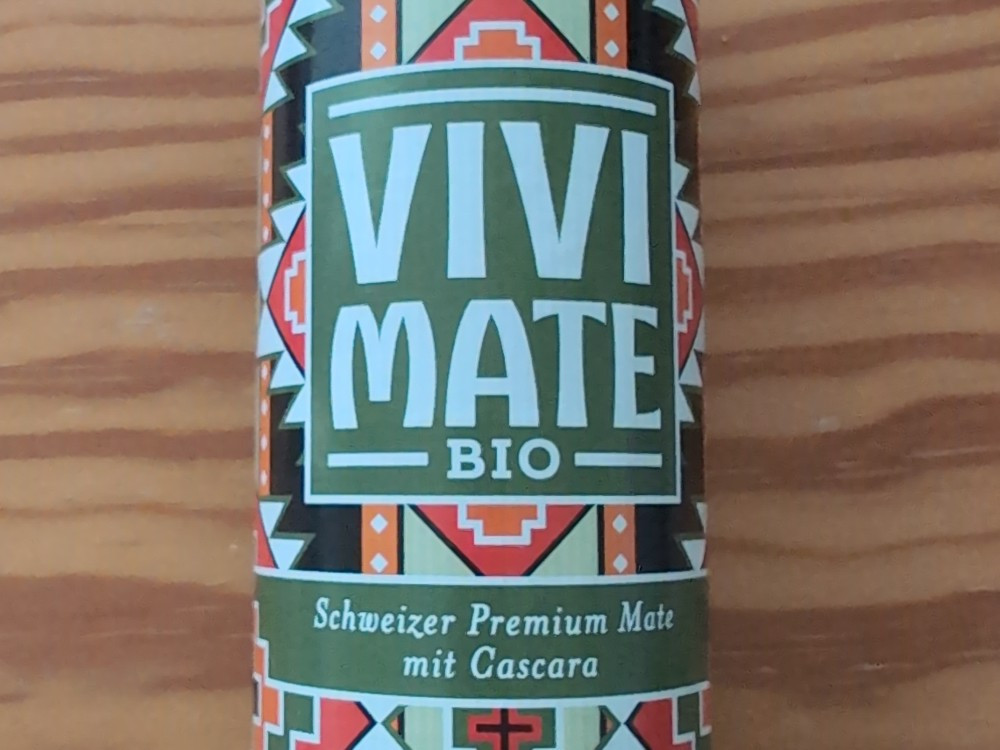 VIVI
MATE
BIO
Schweizer Premium Mate
mit Cascara